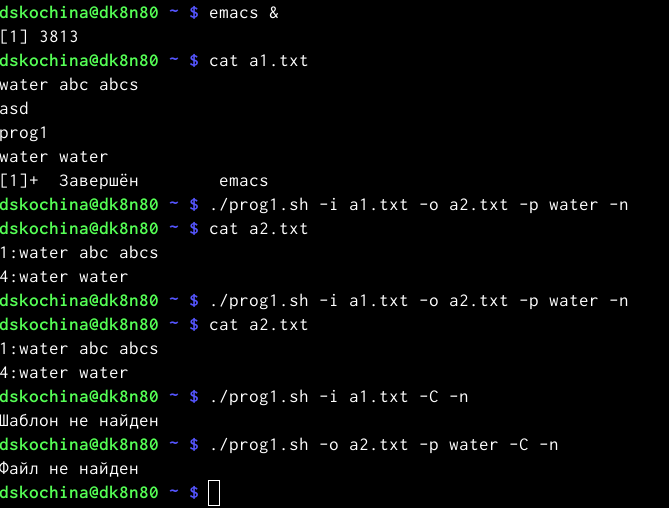 dskochina@dk8n80 ~ $ emacs &
[1] 3813
dskochina@dk8n80 ~ $ cat a1.txt
water abc abcs
asd
prog1
water water
[1]+  Завершён        emacs
dskochina@dk8n80 ~ $ ./prog1.sh -i a1.txt -o a2.txt -p water -n
dskochina@dk8n80 ~ $ cat a2.txt
1:water abc abcs
4:water water
dskochina@dk8n80 ~ $ ./prog1.sh -i a1.txt -o a2.txt -p water -n
dskochina@dk8n80 ~ $ cat a2.txt
1:water abc abcs
4:water water
dskochina@dk8n80 ~ $ ./prog1.sh -i a1.txt -C -n
Шаблон не найден
dskochina@dk8n80 ~ $ ./prog1.sh -o a2.txt -p water -C -n
Файл не найден
dskochina@dk8n80 ~ $